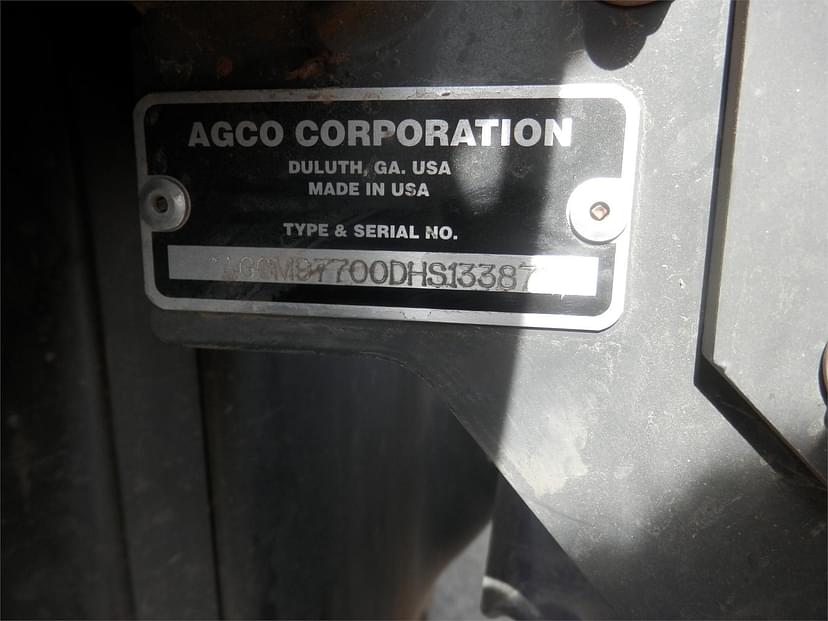 AGCO CORPORATION
DULUTH, GA. USA
MADE IN USA
TYPE & SERIAL NO.